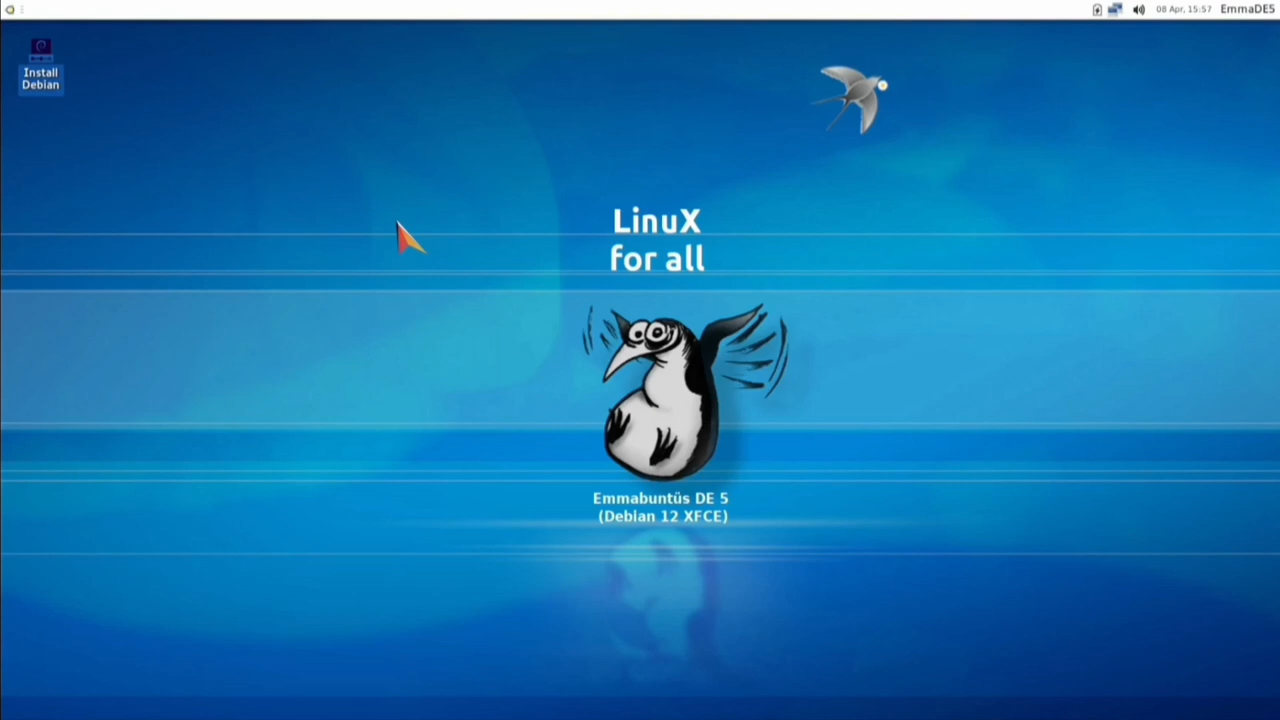 08 Apr, 15:57 EmmaDE5
Install
Debian
LinuX
for all
Emmabuntüs DE 5
(Debian 12 XFCE)